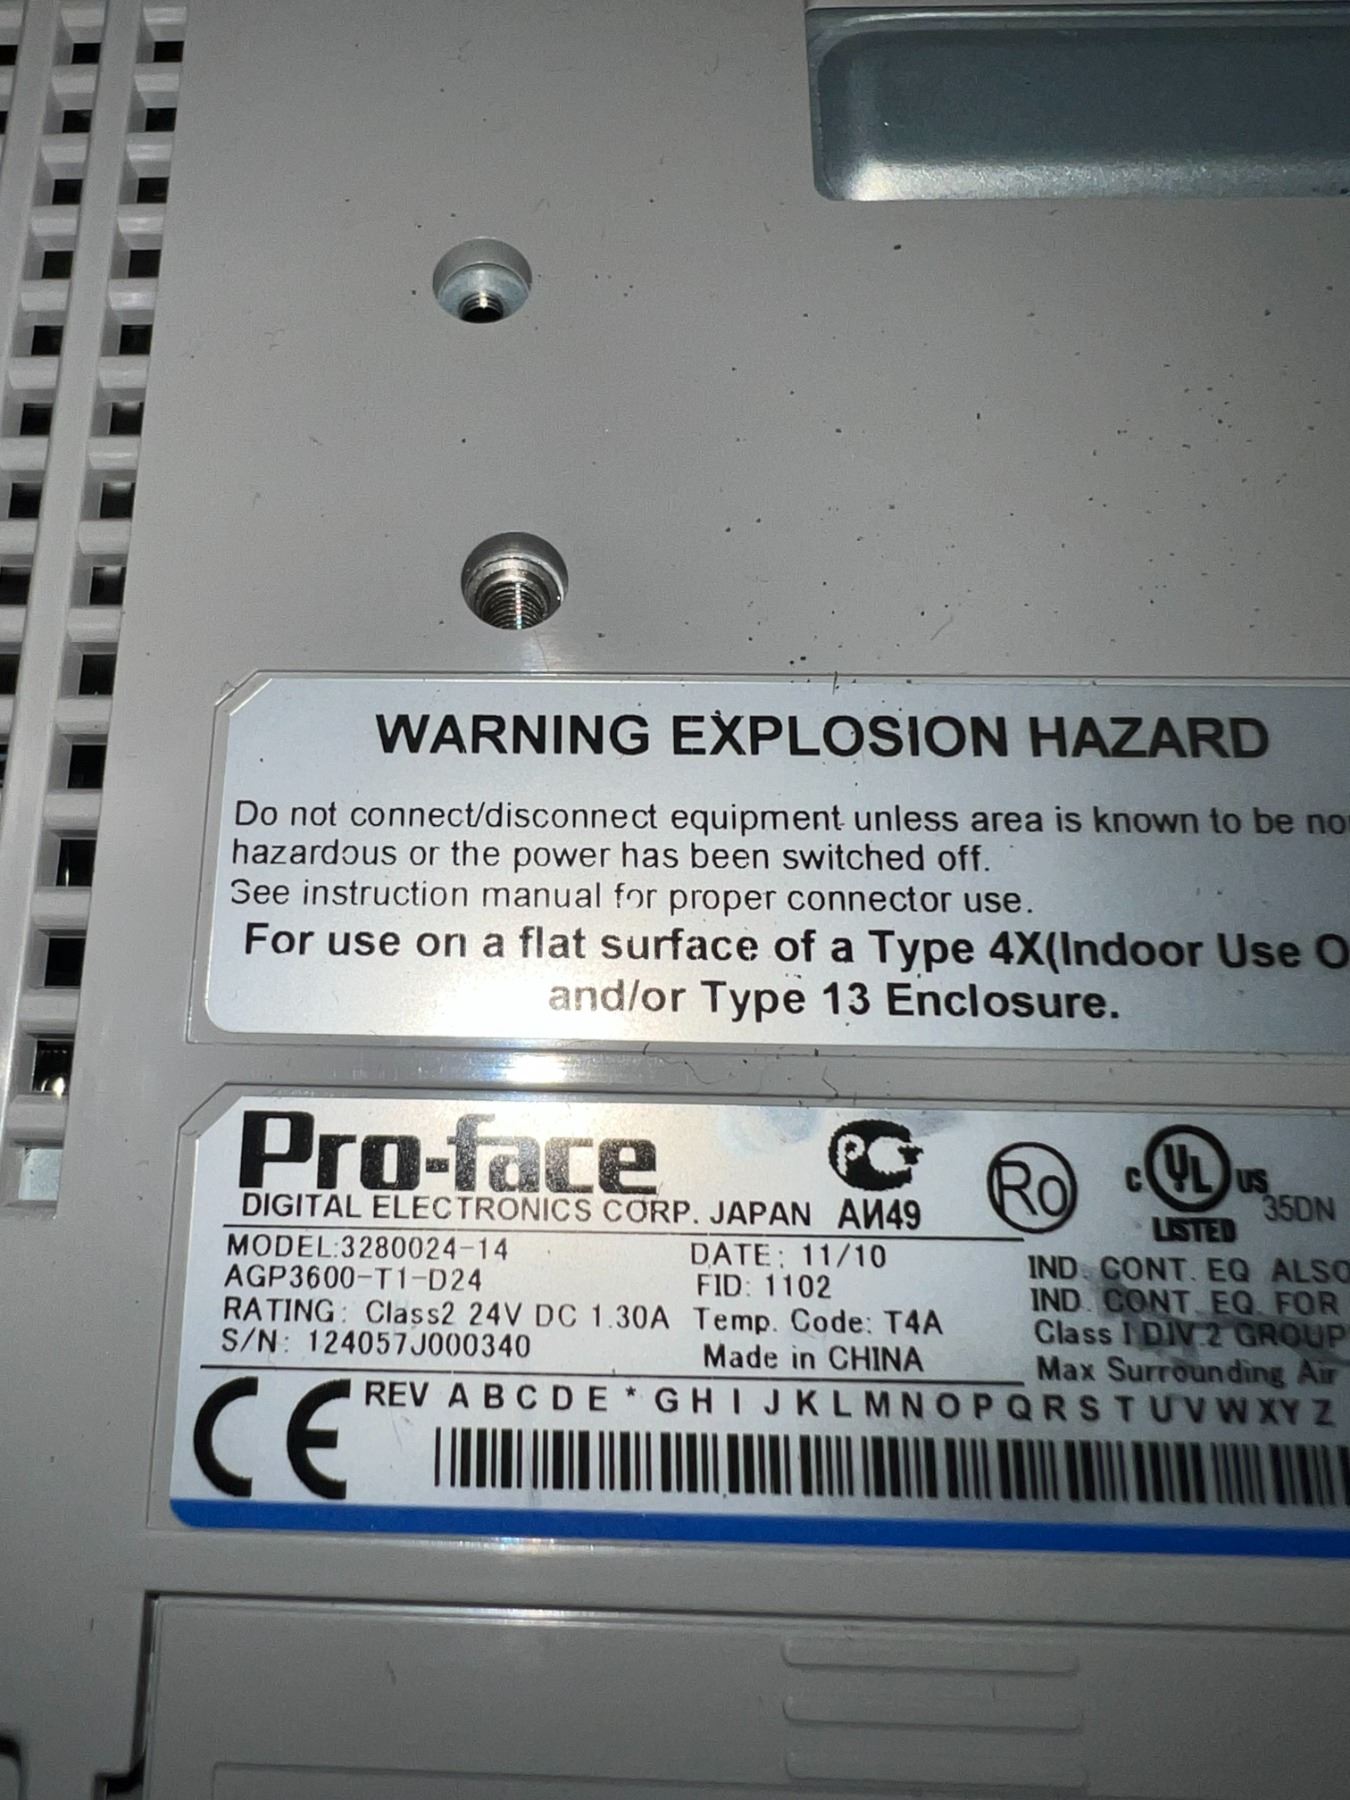 WARNING EXPLOSION HAZARD
Do not connect/disconnect equipment unless area is known to be
hazardous or the power has been switched off.
See instruction manual for proper connector use.
For use on a flat surface of a Type 4X(Indoor Use
and/or Type 13 Enclosure.
Pro-face
DIGITAL ELECTRONICS CORP. JAPAN
PC
АИ49
Ro
C UL US
LISTED
35DN
MODEL:3280024-14
AGP3600-T1-D24
RATING: Class2 24V DC 1.30A
S/N: 124057J000340
DATE: 11/10
FID: 1102
Temp. Code: T4A
Made in CHINA
IND. CONT. EQ. ALSO
IND. CONT. EQ. FOR
Class I DIV.2 GROUP
Max Surrounding Air
CE
REV A B C D E * G H I J K L M N O P Q R S T U V W X Y Z